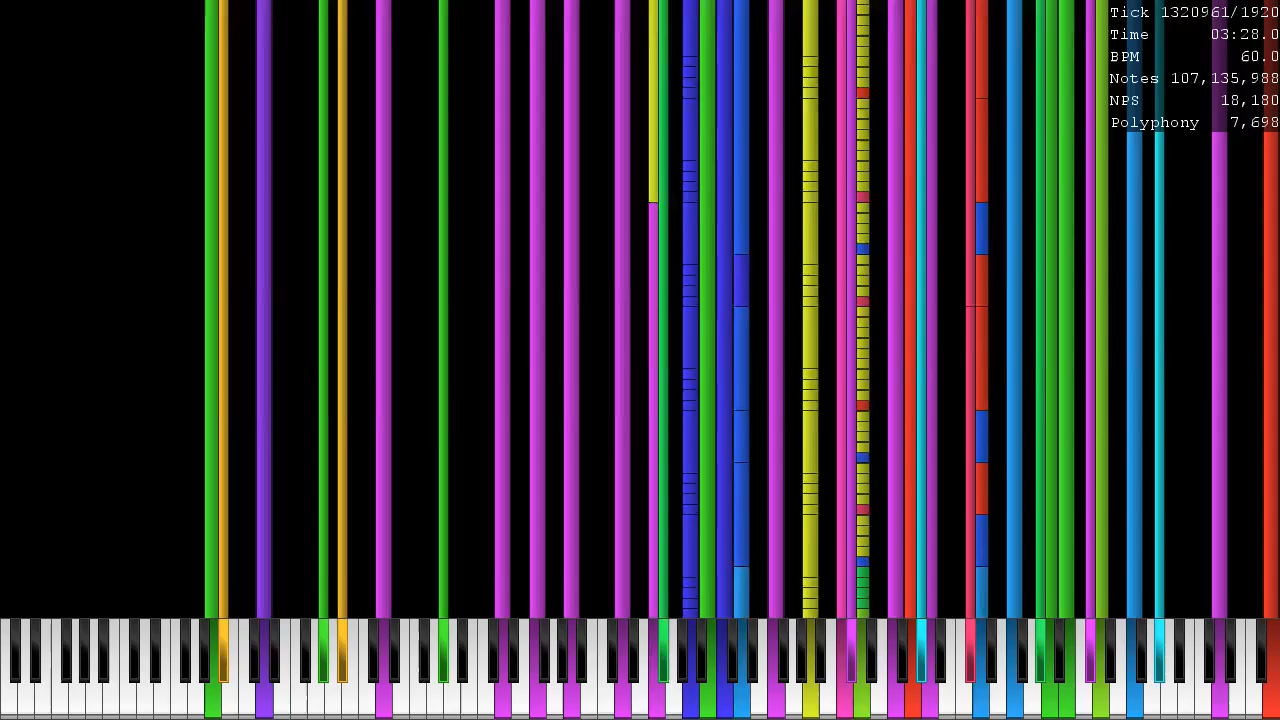 Tick 1320961/1920
Time 03:28.0
BPM 60.0
Notes 107,135,988
NPS 18,180
Polyphony 7,698